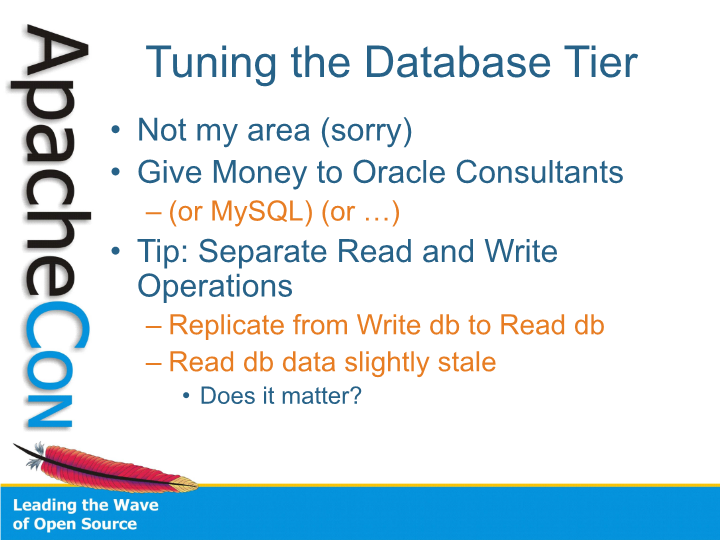 ApacheCon
Tuning the Database Tier
• Not my area (sorry)
• Give Money to Oracle Consultants
– (or MySQL) (or …)
• Tip: Separate Read and Write
Operations
– Replicate from Write db to Read db
– Read db data slightly stale
• Does it matter?
Leading the Wave
of Open Source